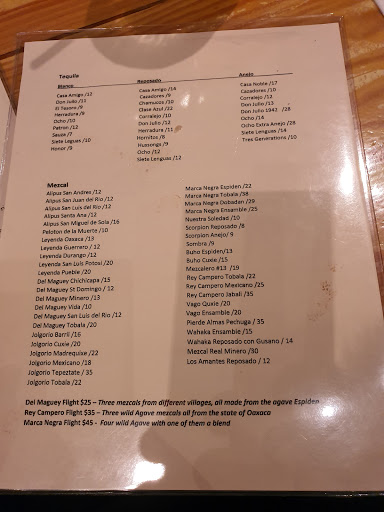 Tequila
Blanco
Casa Amigo /12
Don Julio /11
El Tesoro /9
Herradura /9
Ocho /10
Patron /12
Sauza /7
Siete Leguas /10
Honor /9
Reposado
Casa Amigo /14
Cazadores /9
Chamucos /10
Clase Azul /22
Corralejo /10
Don Julio /12
Herradura /11
Hornitos /8
Hussonga /9
Ocho /12
Siete Lenguas /12
Anejo
Casa Noble /17
Cazadores /10
Corralejo /12
Don Julio /13
Don Julio 1942 /28
Ocho /14
Ocho Extra Anejo /28
Siete Lenguas /14
Tres Generations /10
Mezcal
Alipus San Andres /12
Alipus San Juan del Rio /12
Alipus San Luis del Rio /12
Alipus Santa Ana /12
Alipus San Miguel de Sola /16
Peloton de la Muerte /10
Leyenda Oaxaca /13
Leyenda Guerrero / 12
Leyenda Durango /12
Leyenda San Luis Potosi /20
Leyenda Puebla /20
Del Maguey Chichicapa /15
Del Maguey St Domingo / 12
Del Maguey Minero /13
Del Maguey Vida /10
Del Maguey San Luis del Rio /12
Del Maguey Tobala /20
Jolgorio Barril /16
Jolgorio Cuxie /20
Jolgorio Madrequixe /22
Jolgorio Mexicano /18
Jolgorio Tepeztate / 35
Jolgorio Tobala /22
Marca Negra Espiden /22
Marca Negra Tobala /58
Marca Negra Dobadan /29
Marca Negra Ensamble /25
Nuestra Soledas /10
Scorpion Reposado /8
Scorpion Anejo/ 9
Sombra /9
Buho Espiden/13
Buho Cuxie /15
Mezcalero #13 /19
Rey Campero Tobala /22
Rey Campero Mexicano /25
Rey Campero Jabali /35
Vago Quxie /20
Vago Ensamble /20
Pierde Almas Pechuga / 35
Wahaka Ensamble /15
Wahaka Reposado con Gusano / 14
Mezcal Real Minero /30
Los Amantes Reposado / 12
Del Maguey Flight $25 – Three mezcals from different villages, all made from the agave Espiden
Rey Campero Flight $35 – Three wild Agave mezcals all from the state of Oaxaca
Marca Negra Flight $45 - Four wild Agave with one of them a blend